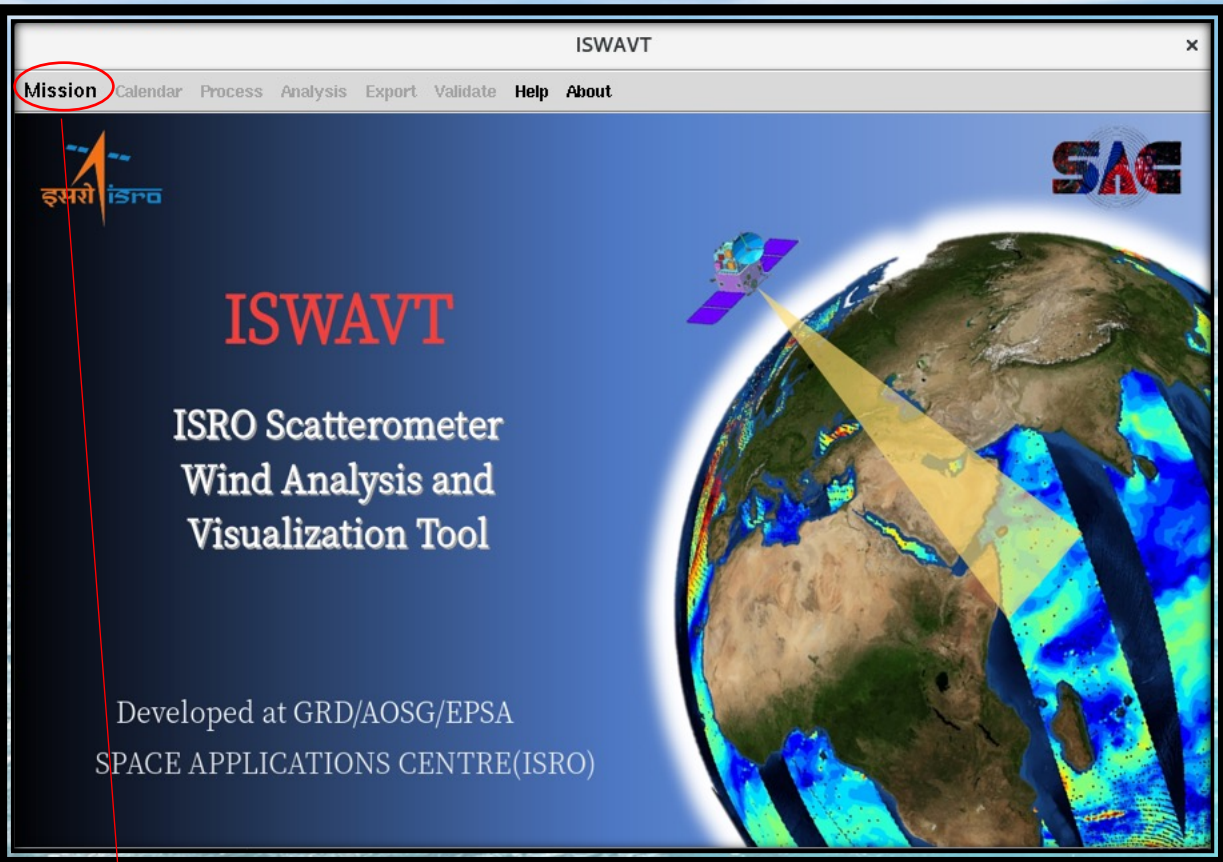 ISWAVT ×
Mission Calendar Process Analysis Export Validate Help About
इसरो isro
SAC
ISWAVT
ISRO Scatterometer
Wind Analysis and
Visualization Tool
Developed at GRD/AOSG/EPSA
SPACE APPLICATIONS CENTRE(ISRO)